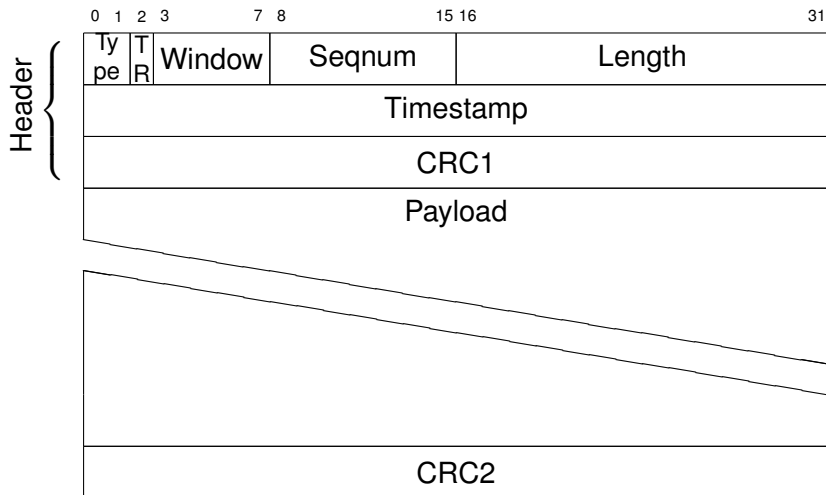 0 1 2 3 7 8 15 16 31
Ty
pe
T
R
Window
Seqnum
Length
Header
Timestamp
CRC1
Payload
CRC2